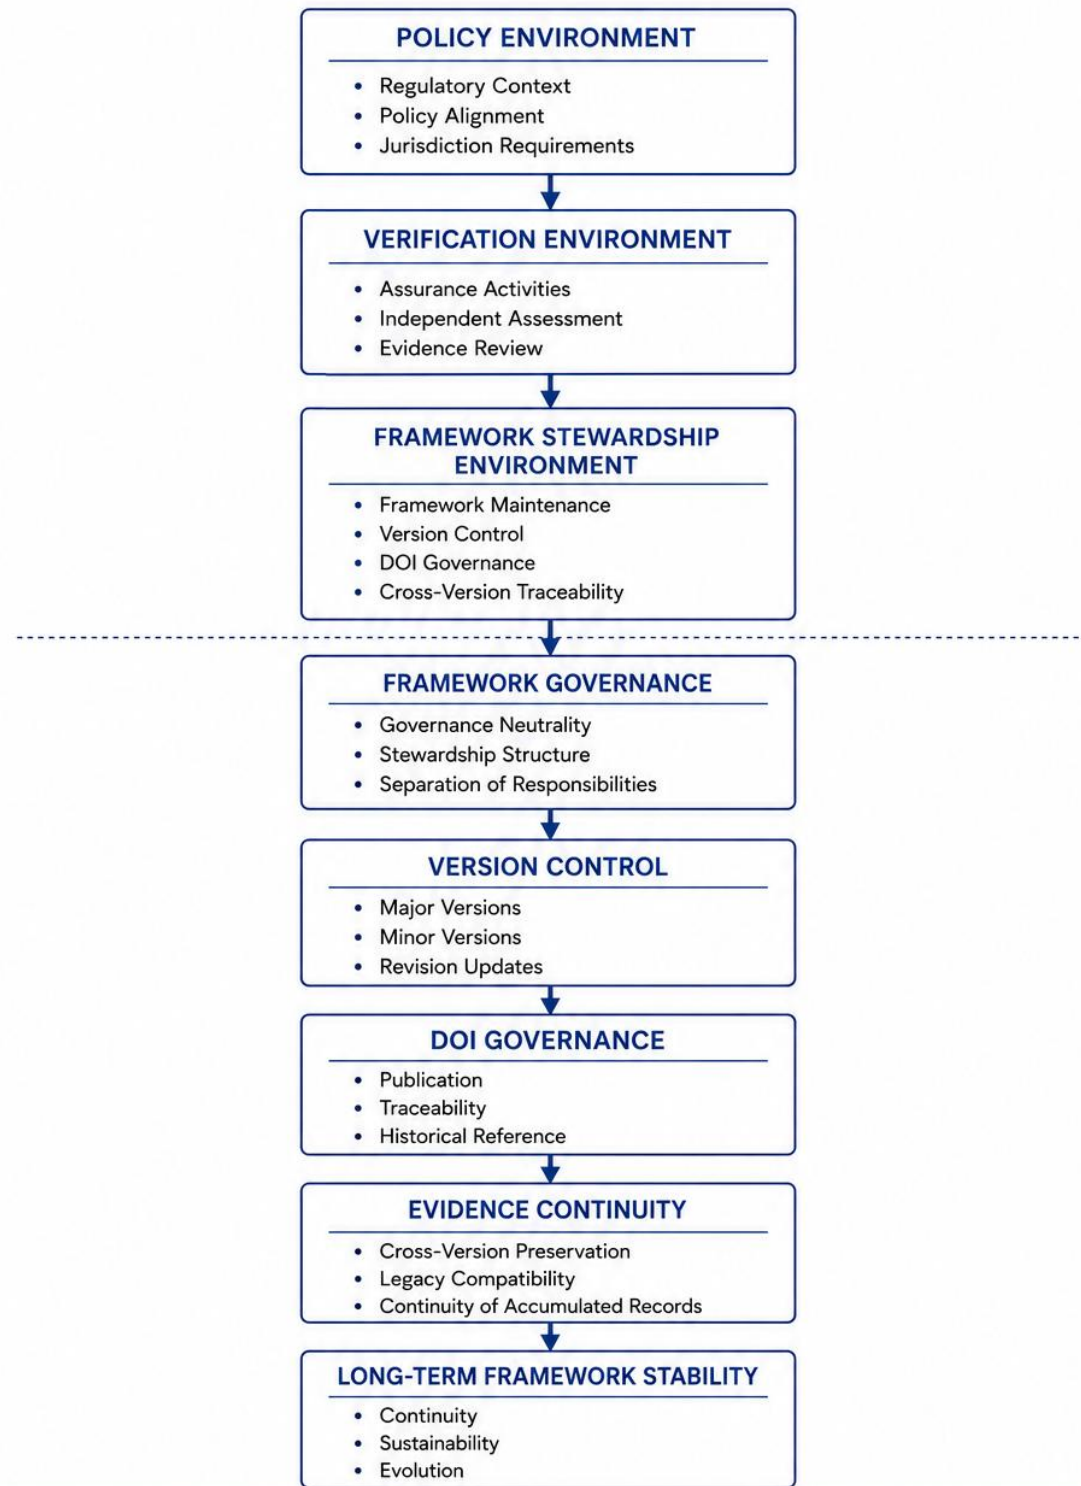 POLICY ENVIRONMENT
• Regulatory Context
• Policy Alignment
• Jurisdiction Requirements
VERIFICATION ENVIRONMENT
• Assurance Activities
• Independent Assessment
• Evidence Review
FRAMEWORK STEWARDSHIP
ENVIRONMENT
• Framework Maintenance
• Version Control
• DOI Governance
• Cross-Version Traceability
FRAMEWORK GOVERNANCE
• Governance Neutrality
• Stewardship Structure
• Separation of Responsibilities
VERSION CONTROL
• Major Versions
• Minor Versions
• Revision Updates
DOI GOVERNANCE
• Publication
• Traceability
• Historical Reference
EVIDENCE CONTINUITY
• Cross-Version Preservation
• Legacy Compatibility
• Continuity of Accumulated Records
LONG-TERM FRAMEWORK STABILITY
• Continuity
• Sustainability
• Evolution